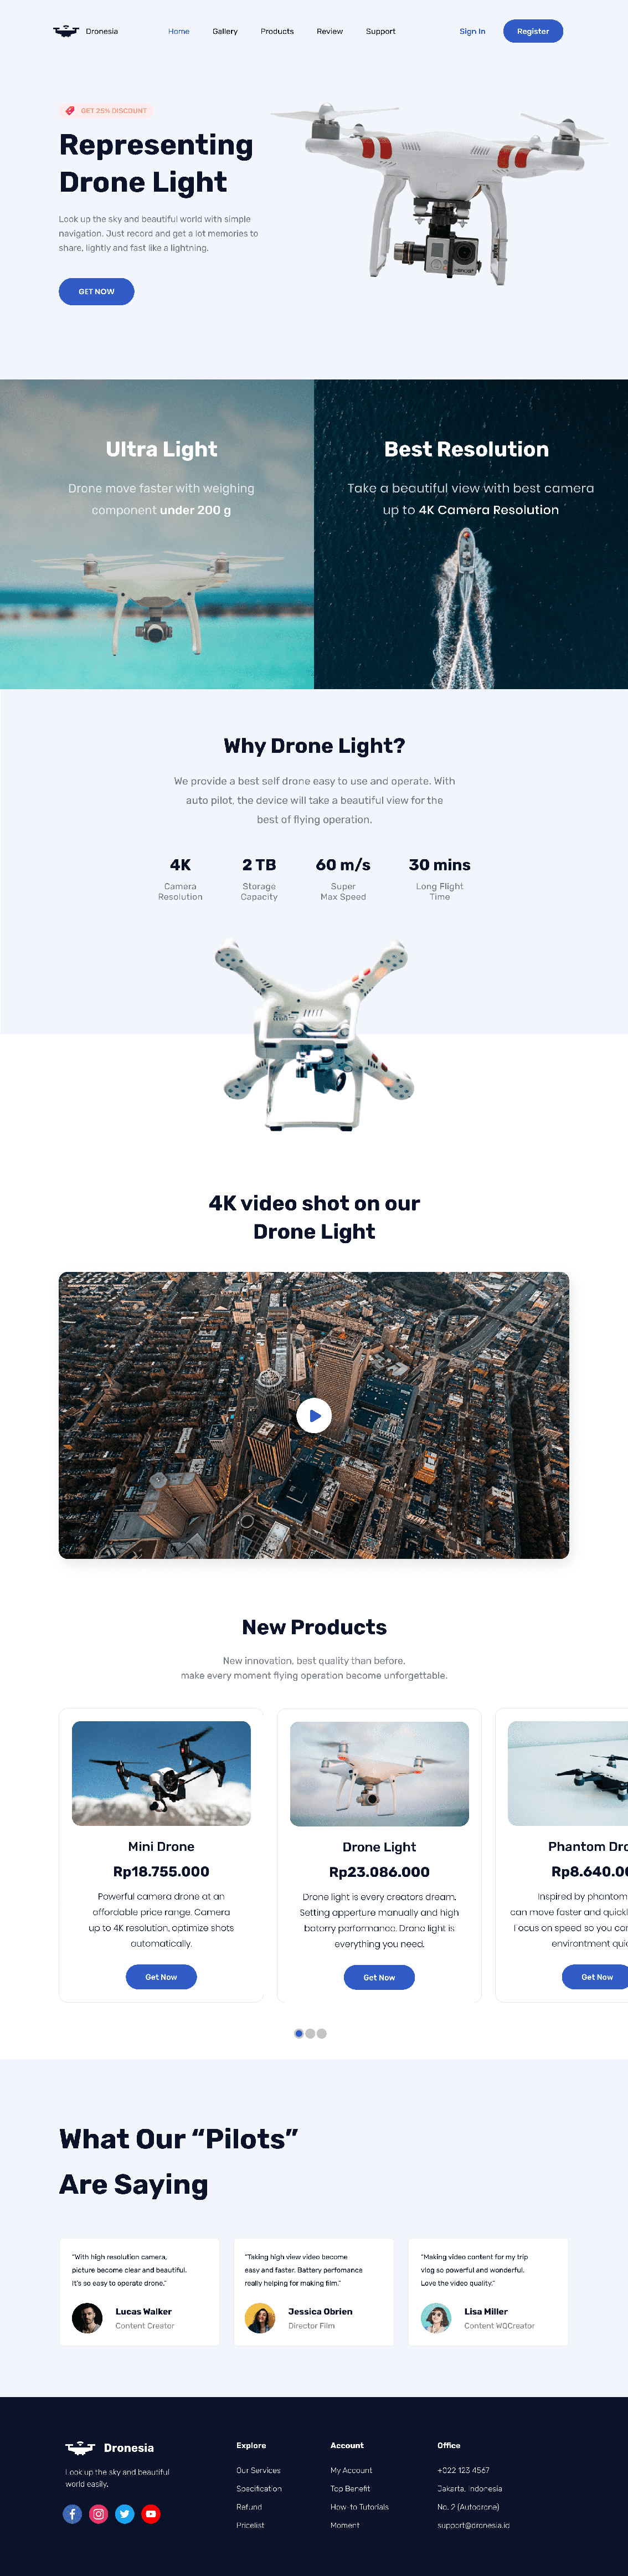 Dronesia
Home
Gallery
Products
Review
Support
Sign In
Register
GET 25% DISCOUNT
Representing
Drone Light
Look up the sky and beautiful world with simple
navigation. Just record and get a lot memories to
share, lightly and fast like a lightning.
GET NOW
Ultra Light
Drone move faster with weighing
component under 200 g
Best Resolution
Take a beautiful view with best camera
up to 4K Camera Resolution
Why Drone Light?
We provide a best self drone easy to use and operate. With
auto pilot, the device will take a beautiful view for the
best of flying operation.
4K
Camera
Resolution
2 TB
Storage
Capacity
60 m/s
Super
Max Speed
30 mins
Long Flight
Time
4K video shot on our
Drone Light
New Products
New innovation, best quality than before.
make every moment flying operation become unforgettable.
Mini Drone
Rp18.755.000
Powerful camera drone at an
affordable price range. Camera
up to 4K resolution, optimize shots
automatically.
Get Now
Drone Light
Rp23.086.000
Drone light is every creators dream.
Setting apperture manually and high
baterry performance. Drone light is
everything you need.
Get Now
Phantom Dro
Rp8.640.00
Inspired by phantom
can move faster and quickl
Focus on speed so you can
environtment quic
Get Now
What Our “Pilots”
Are Saying
"With high resolution camera,
picture become clear and beautiful.
It's so easy to operate drone."
Lucas Walker
Content Creator
"Taking high view video become
easy and faster. Battery perfomance
really helping for making film."
Jessica Obrien
Director Film
"Making video content for my trip
vlog so powerful and wonderful.
Love the video quality."
Lisa Miller
Content WQCreator
Dronesia
Look up the sky and beautiful
world easily.
Explore
Our Services
Specification
Refund
Pricelist
Account
My Account
Top Benefit
How-to Tutorials
Moment
Office
+022 123 4567
Jakarta, Indonesia
No. 2 (Autodrone)
support@dronesia.id